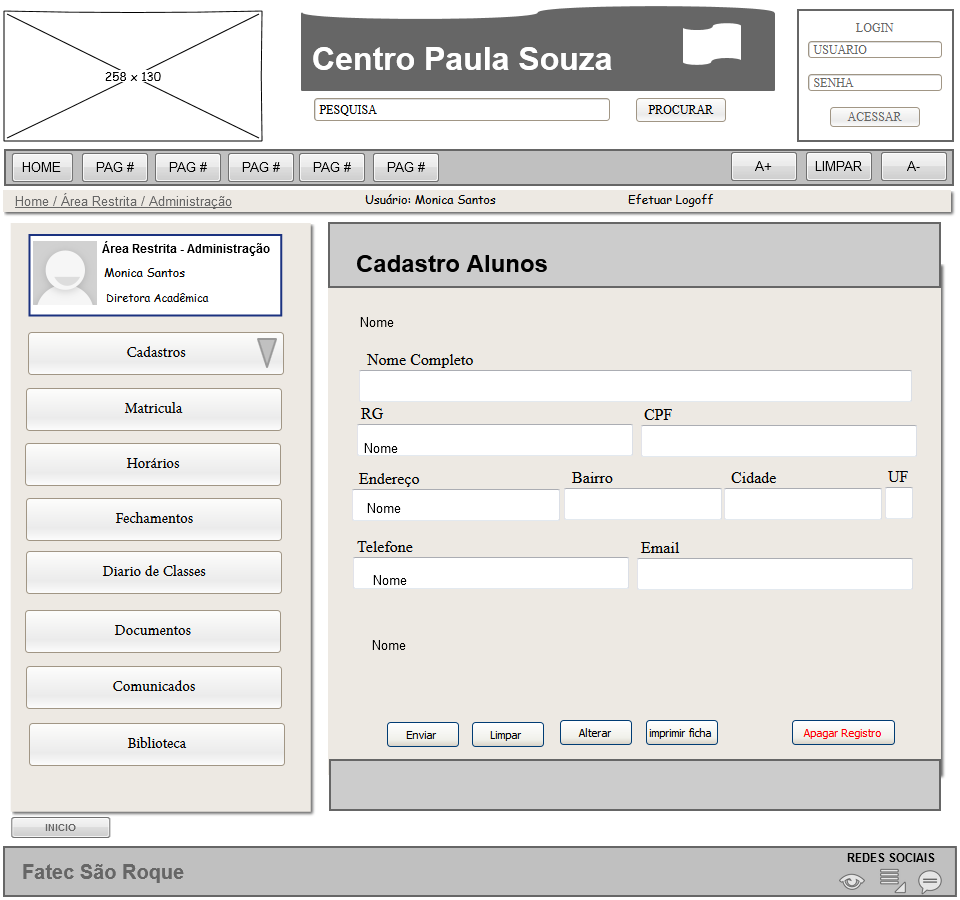 258 x 130
Centro Paula Souza
PESQUISA
PROCURAR
LOGIN
USUARIO
SENHA
ACESSAR
HOME
PAG #
PAG #
PAG #
PAG #
PAG #
A+
LIMPAR
A-
Home / Área Restrita / Administração
Usuário: Monica Santos
Efetuar Logoff
Área Restrita - Administração
Monica Santos
Diretora Acadêmica
Cadastros
Matricula
Horários
Fechamentos
Diario de Classes
Documentos
Comunicados
Biblioteca
INICIO
Cadastro Alunos
Nome
Nome Completo
RG
CPF
Nome
Endereço
Bairro
Cidade
UF
Nome
Telefone
Email
Nome
Nome
Enviar
Limpar
Alterar
imprimir ficha
Apagar Registro
Fatec São Roque
REDES SOCIAIS